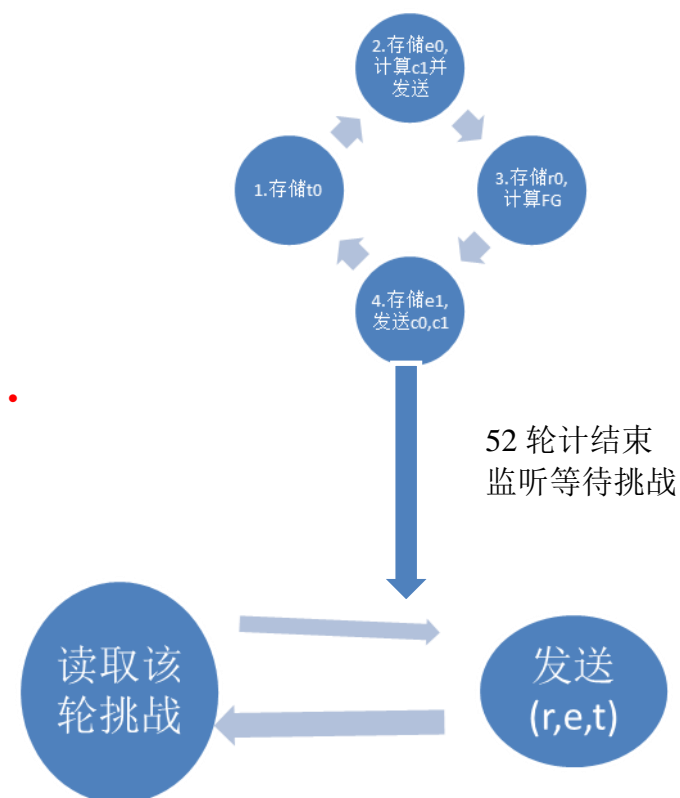 2.存储e0,
计算c1并
发送
1.存储t0
3.存储r0,
计算FG
4.存储e1,
发送c0,c1
52 轮计结束
监听等待挑战
读取该
轮挑战
发送
(r,e,t)